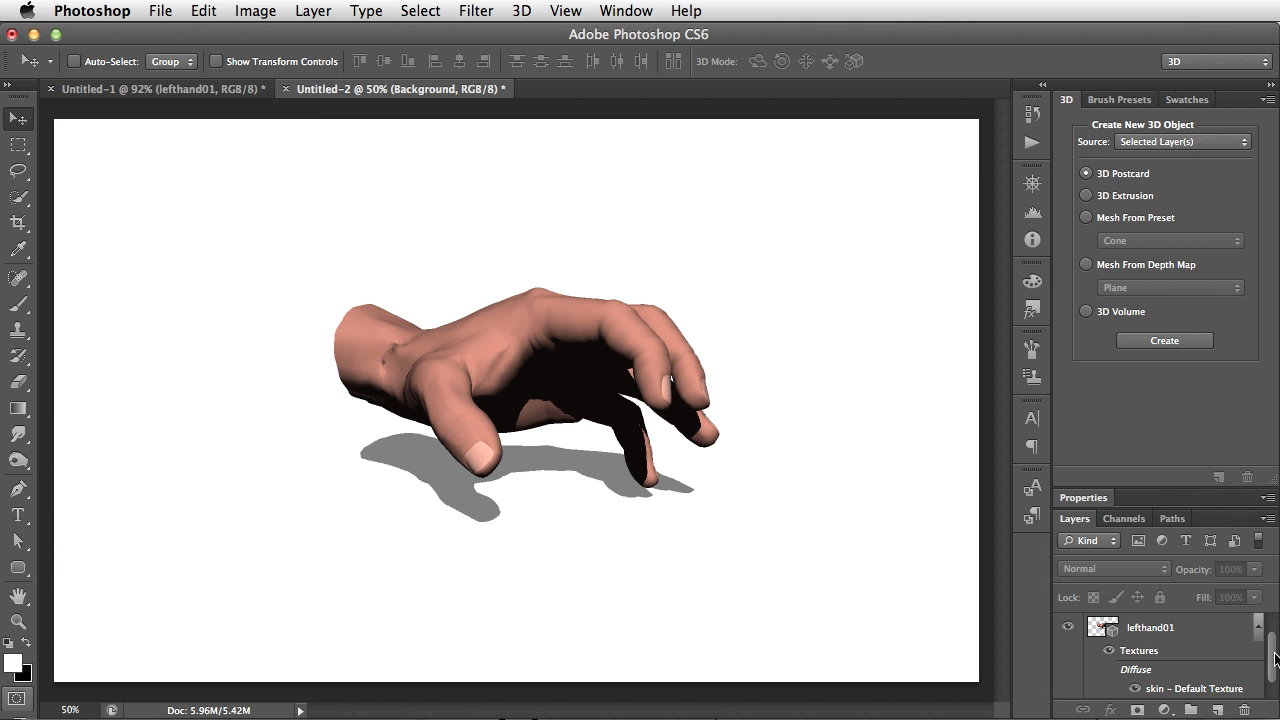 Photoshop File Edit Image Layer Type Select Filter 3D View Window Help
Adobe Photoshop CS6
Auto-Select: Group Show Transform Controls 3D Mode: 3D
Untitled-1 @ 92% (lefthand01, RGB/8) * Untitled-2 @ 50% (Background, RGB/8) *
3D Brush Presets Swatches
Create New 3D Object
Source: Selected Layer(s)
3D Postcard
3D Extrusion
Mesh From Preset
Cone
Mesh From Depth Map
Plane
3D Volume
Create
Properties
Layers Channels Paths
Kind
Normal Opacity: 100%
Lock: Fill: 100%
lefthand01
Textures
Diffuse
skin - Default Texture
50% Doc: 5.96M/5.42M